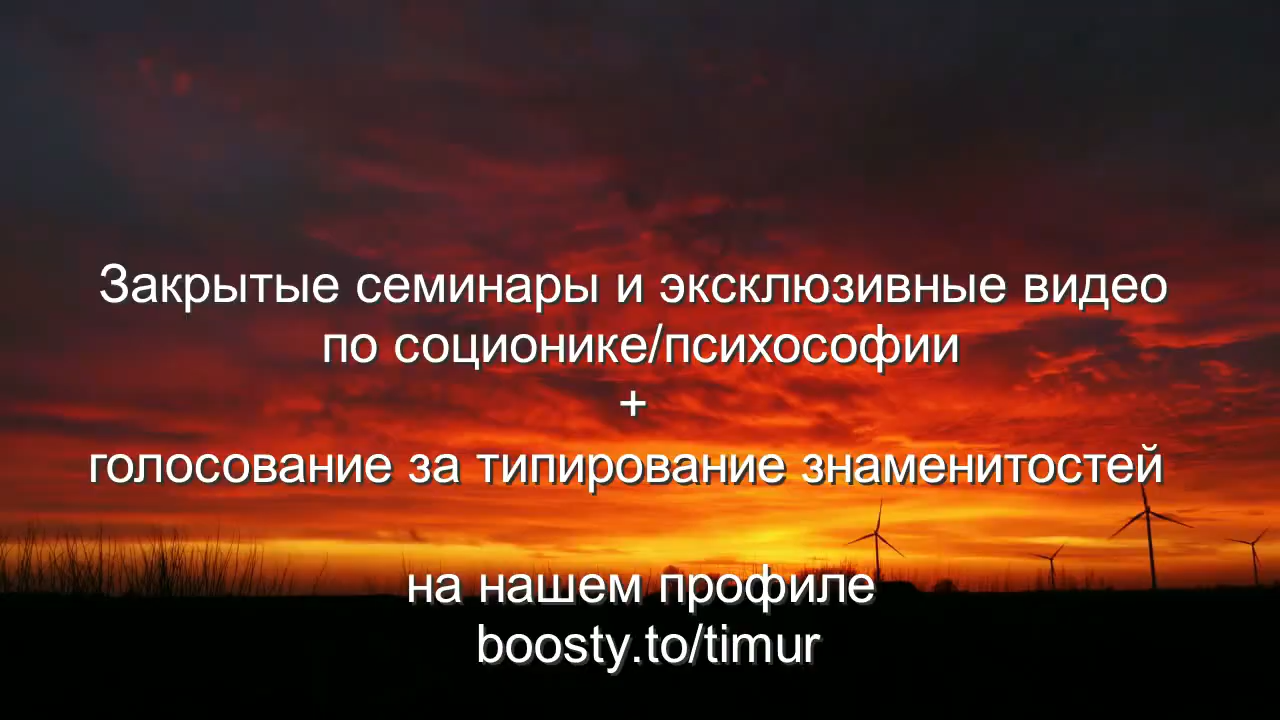 Закрытые семинары и эксклюзивные видео
по соционике/психософии
+
голосование за типирование знаменитостей
на нашем профиле
boosty.to/timur